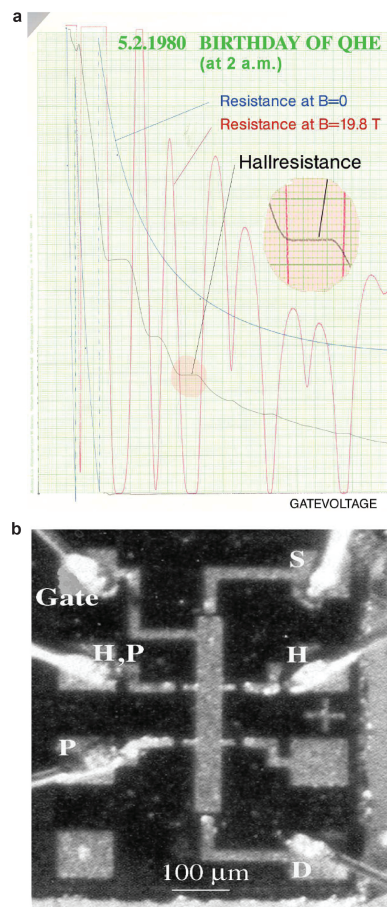 a
5.2.1980 BIRTHDAY OF QHE
(at 2 a.m.)
Resistance at B=0
Resistance at B=19.8 T
Hallresistance
GATEVOLTAGE
b
S
Gate
H,P
H
P
D
100 µm